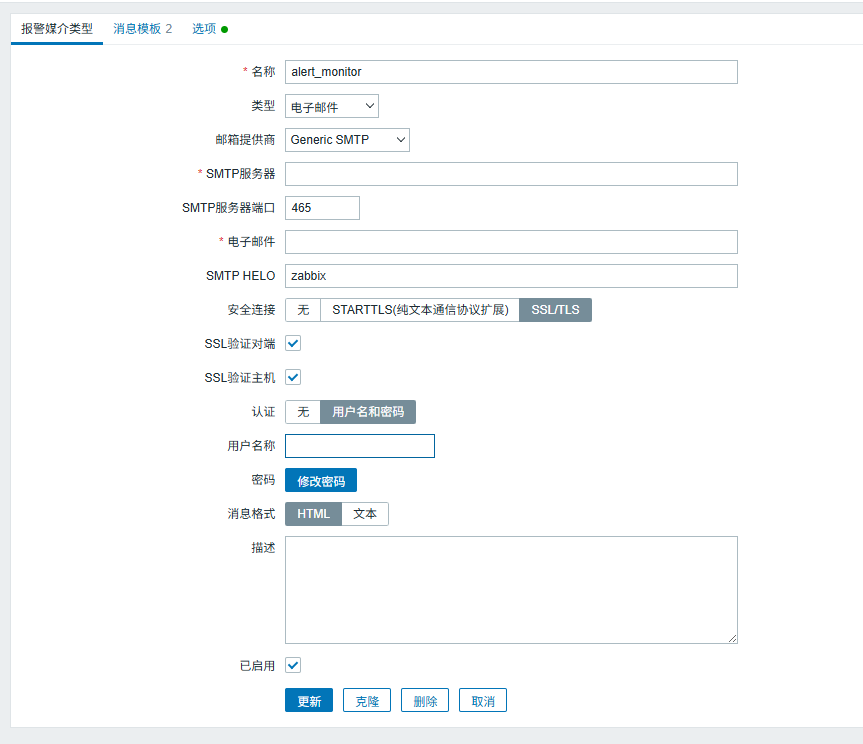 报警媒介类型 消息模板 2 选项
* 名称 alert_monitor
类型 电子邮件
邮箱提供商 Generic SMTP
* SMTP服务器
SMTP服务器端口 465
* 电子邮件
SMTP HELO zabbix
安全连接 无 STARTTLS(纯文本通信协议扩展) SSL/TLS
SSL验证对端
SSL验证主机
认证 无 用户名和密码
用户名称
密码 修改密码
消息格式 HTML 文本
描述
已启用
更新 克隆 删除 取消